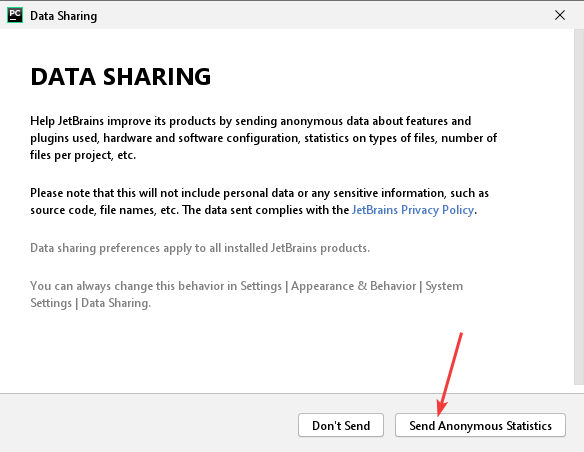 PC Data Sharing
DATA SHARING
Help JetBrains improve its products by sending anonymous data about features and
plugins used, hardware and software configuration, statistics on types of files, number of
files per project, etc.
Please note that this will not include personal data or any sensitive information, such as
source code, file names, etc. The data sent complies with the JetBrains Privacy Policy.
Data sharing preferences apply to all installed JetBrains products.
You can always change this behavior in Settings | Appearance & Behavior | System
Settings | Data Sharing.
Don't Send Send Anonymous Statistics